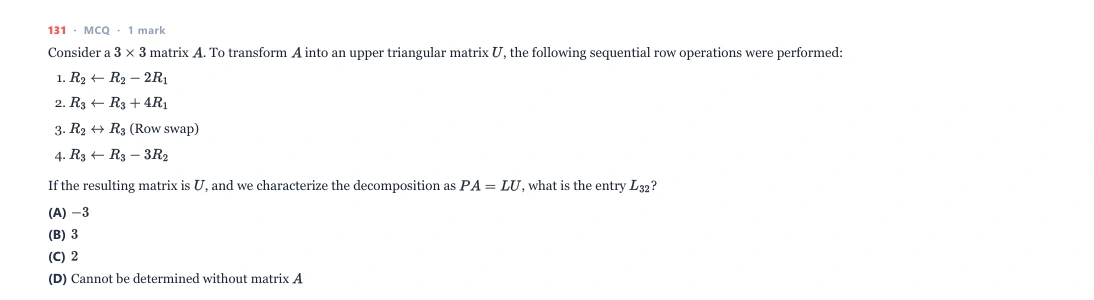 131 · MCQ · 1 mark
Consider a 3 × 3 matrix A. To transform A into an upper triangular matrix U, the following sequential row operations were performed:
1. R₂ ← R₂ − 2R₁
2. R₃ ← R₃ + 4R₁
3. R₂ ↔ R₃ (Row swap)
4. R₃ ← R₃ − 3R₂
If the resulting matrix is U, and we characterize the decomposition as PA = LU, what is the entry L₃₂?
(A) −3
(B) 3
(C) 2
(D) Cannot be determined without matrix A